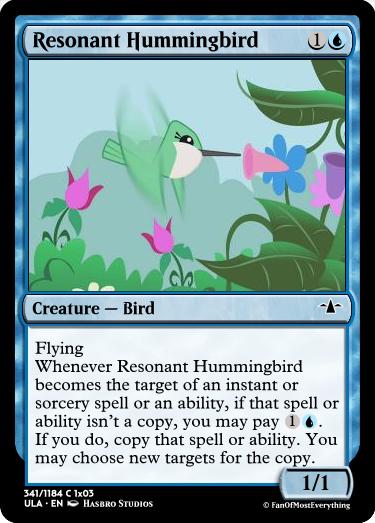 Resonant Hummingbird 1
Creature — Bird
Flying
Whenever Resonant Hummingbird
becomes the target of an instant or
sorcery spell or an ability, if that spell or
ability isn't a copy, you may pay 1 .
If you do, copy that spell or ability. You
may choose new targets for the copy.
1/1
341/1184 C 1x03
ULA • EN Hasbro Studios
© FanOfMostEverything